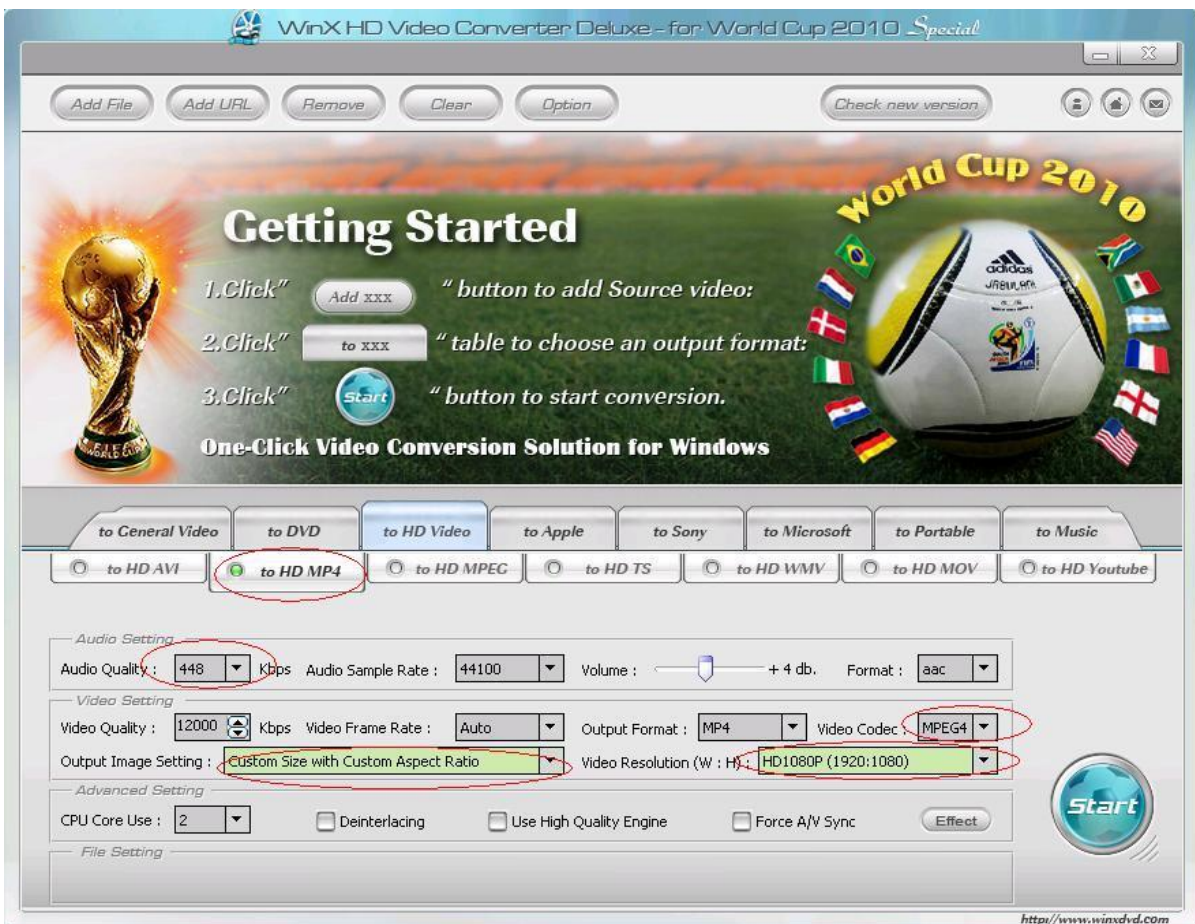 WinX HD Video Converter Deluxe - for World Cup 2010 Special
Add File Add URL Remove Clear Option Check new version
World Cup 2010
Getting Started
adidas
JABULANI
1.Click" Add xxx " button to add Source video:
2.Click" to xxx " table to choose an output format:
3.Click" Start " button to start conversion.
One-Click Video Conversion Solution for Windows
FIFA WORLD CUP
to General Video to DVD to HD Video to Apple to Sony to Microsoft to Portable to Music
to HD AVI to HD MP4 to HD MPEC to HD TS to HD WMV to HD MOV to HD Youtube
Audio Setting
Audio Quality : 448 Kbps Audio Sample Rate : 44100 Volume : + 4 db. Format : aac
Video Setting
Video Quality : 12000 Kbps Video Frame Rate : Auto Output Format : MP4 Video Codec : MPEG4
Output Image Setting : Custom Size with Custom Aspect Ratio Video Resolution (W : H) : HD1080P (1920:1080)
Advanced Setting
CPU Core Use : 2 Deinterlacing Use High Quality Engine Force A/V Sync Effect
Start
File Setting
http://www.winxdvd.com